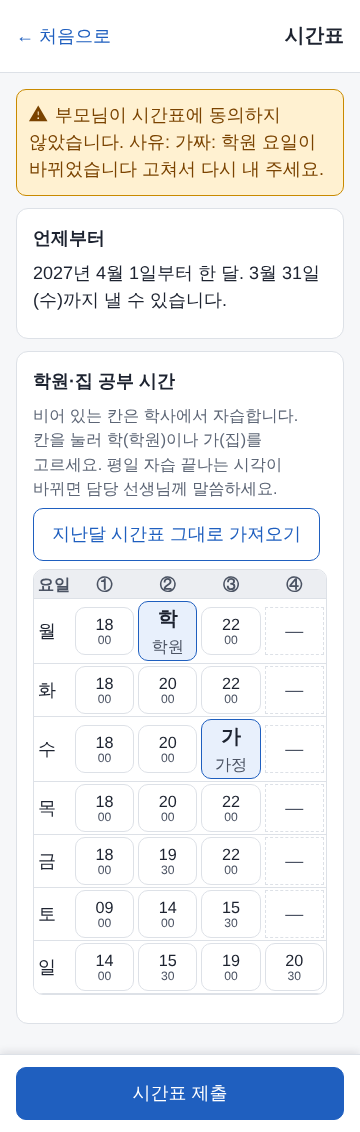 ← 처음으로
시간표
⚠ 부모님이 시간표에 동의하지
않았습니다. 사유: 가짜: 학원 요일이
바뀌었습니다 고쳐서 다시 내 주세요.
언제부터
2027년 4월 1일부터 한 달. 3월 31일
(수)까지 낼 수 있습니다.
학원·집 공부 시간
비어 있는 칸은 학사에서 자습합니다.
칸을 눌러 학(학원)이나 가(집)를
고르세요. 평일 자습 끝나는 시각이
바뀌면 담당 선생님께 말씀하세요.
지난달 시간표 그대로 가져오기
요일 ① ② ③ ④
월 18 00 학 학원 22 00 —
화 18 00 20 00 22 00 —
수 18 00 20 00 가 가정 —
목 18 00 20 00 22 00 —
금 18 00 19 30 22 00 —
토 09 00 14 00 15 30 —
일 14 00 15 30 19 00 20 30
시간표 제출